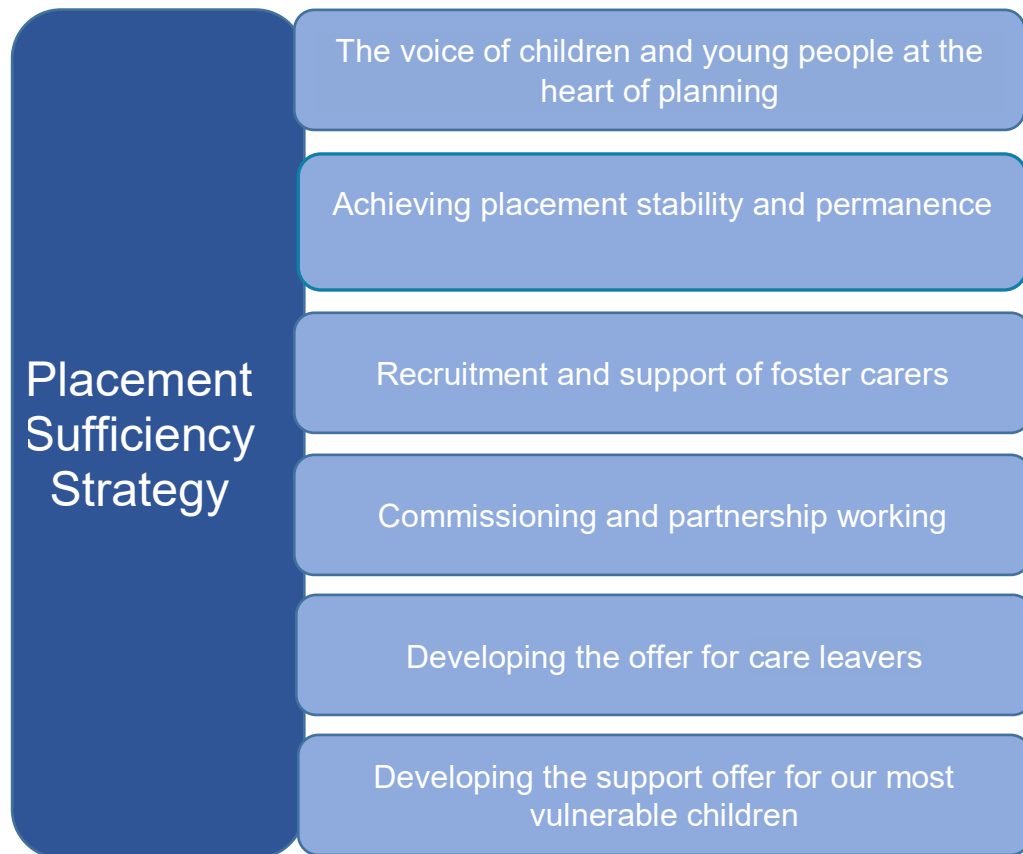 Placement
Sufficiency
Strategy
The voice of children and young people at the
heart of planning
Achieving placement stability and permanence
Recruitment and support of foster carers
Commissioning and partnership working
Developing the offer for care leavers
Developing the support offer for our most
vulnerable children